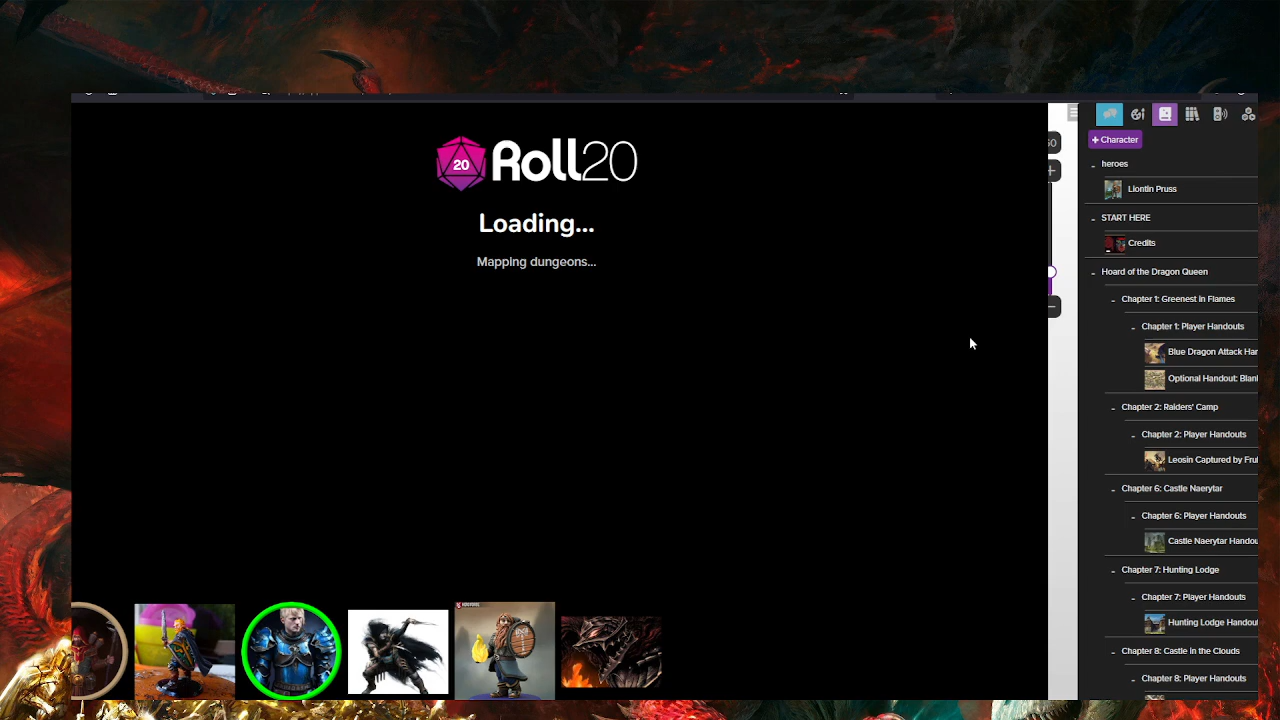 20 Roll20
Loading...
Mapping dungeons...
+ Character
heroes
Liontin Pruss
START HERE
Credits
Hoard of the Dragon Queen
Chapter 1: Greenest in Flames
Chapter 1: Player Handouts
Blue Dragon Attack Han
Optional Handout: Blank
Chapter 2: Raiders' Camp
Chapter 2: Player Handouts
Leosin Captured by Frul
Chapter 6: Castle Naerytar
Chapter 6: Player Handouts
Castle Naerytar Handou
Chapter 7: Hunting Lodge
Chapter 7: Player Handouts
Hunting Lodge Handou
Chapter 8: Castle in the Clouds
Chapter 8: Player Handouts